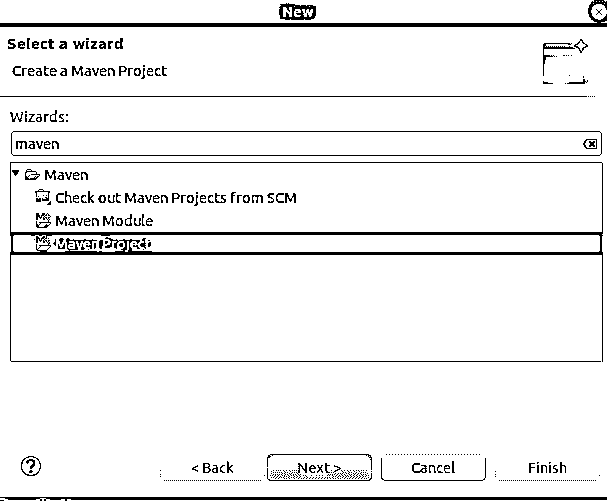 New
Select a wizard
Create a Maven Project
Wizards:
maven
Maven
Check out Maven Projects from SCM
Maven Module
Maven Project
< Back Next > Cancel Finish